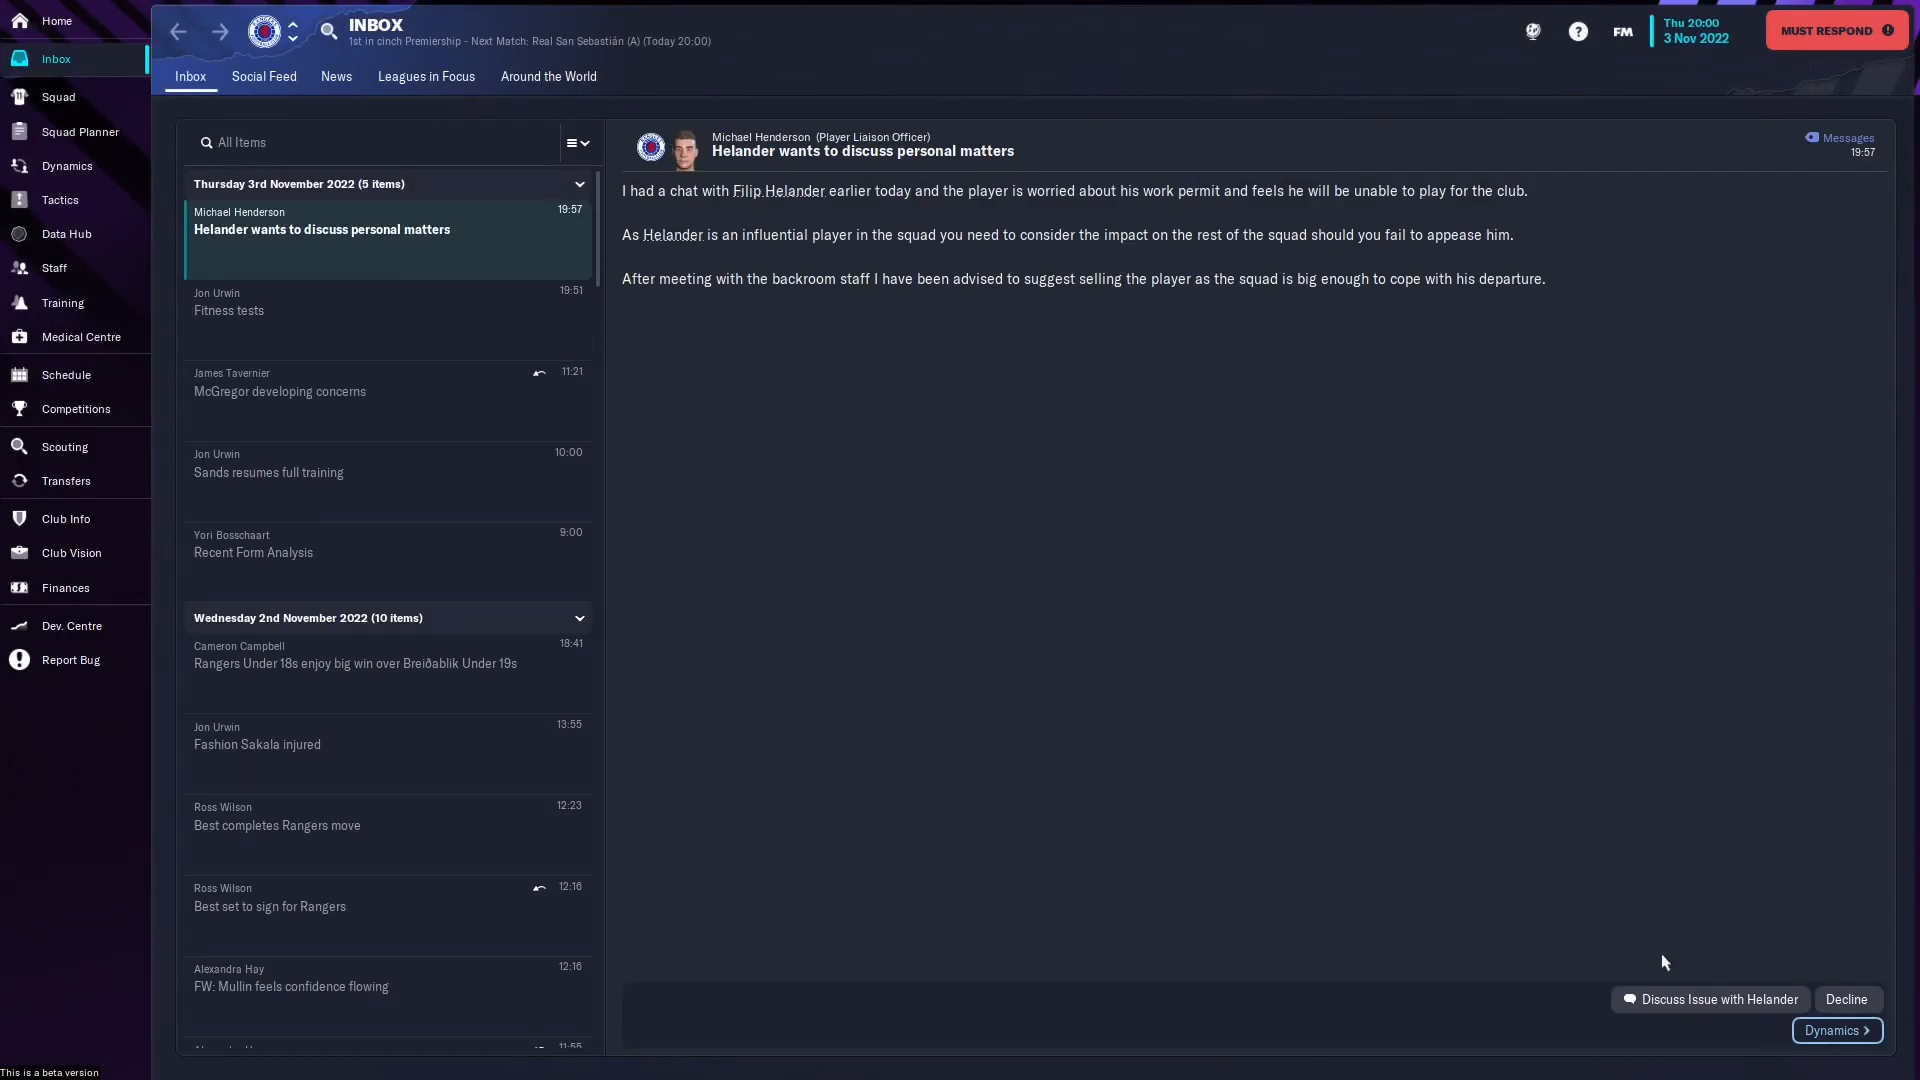 Home
Inbox
Squad
Squad Planner
Dynamics
Tactics
Data Hub
Staff
Training
Medical Centre
Schedule
Competitions
Scouting
Transfers
Club Info
Club Vision
Finances
Dev. Centre
Report Bug
This is a beta version
INBOX
1st in cinch Premiership - Next Match: Real San Sebastián (A) (Today 20:00)
? FM
Thu 20:00
3 Nov 2022
MUST RESPOND
Inbox Social Feed News Leagues in Focus Around the World
All Items
Thursday 3rd November 2022 (5 items)
Michael Henderson 19:57
Helander wants to discuss personal matters
Jon Urwin 19:51
Fitness tests
James Tavernier 11:21
McGregor developing concerns
Jon Urwin 10:00
Sands resumes full training
Yori Bosschaart 9:00
Recent Form Analysis
Wednesday 2nd November 2022 (10 items)
Cameron Campbell 18:41
Rangers Under 18s enjoy big win over Breiðablik Under 19s
Jon Urwin 13:55
Fashion Sakala injured
Ross Wilson 12:23
Best completes Rangers move
Ross Wilson 12:16
Best set to sign for Rangers
Alexandra Hay 12:16
FW: Mullin feels confidence flowing
11:55
Michael Henderson (Player Liaison Officer)
Helander wants to discuss personal matters
Messages
19:57
I had a chat with Filip Helander earlier today and the player is worried about his work permit and feels he will be unable to play for the club.
As Helander is an influential player in the squad you need to consider the impact on the rest of the squad should you fail to appease him.
After meeting with the backroom staff I have been advised to suggest selling the player as the squad is big enough to cope with his departure.
Discuss Issue with Helander
Decline
Dynamics